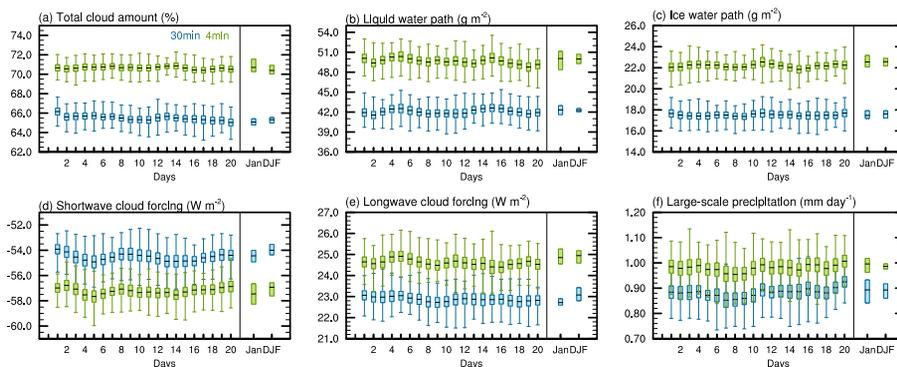 (a) Total cloud amount (%)
30min 4min
74.0
72.0
70.0
68.0
66.0
64.0
62.0
2 4 6 8 10 12 14 16 18 20 Jan DJF
Days
(b) Liquid water path (g m-2)
54.0
51.0
48.0
45.0
42.0
39.0
36.0
2 4 6 8 10 12 14 16 18 20 Jan DJF
Days
(c) Ice water path (g m-2)
26.0
24.0
22.0
20.0
18.0
16.0
14.0
2 4 6 8 10 12 14 16 18 20 Jan DJF
Days
(d) Shortwave cloud forcing (W m-2)
-52.0
-54.0
-56.0
-58.0
-60.0
2 4 6 8 10 12 14 16 18 20 Jan DJF
Days
(e) Longwave cloud forcing (W m-2)
27.0
26.0
25.0
24.0
23.0
22.0
21.0
2 4 6 8 10 12 14 16 18 20 Jan DJF
Days
(f) Large-scale precipitation (mm day-1)
1.20
1.10
1.00
0.90
0.80
0.70
2 4 6 8 10 12 14 16 18 20 Jan DJF
Days